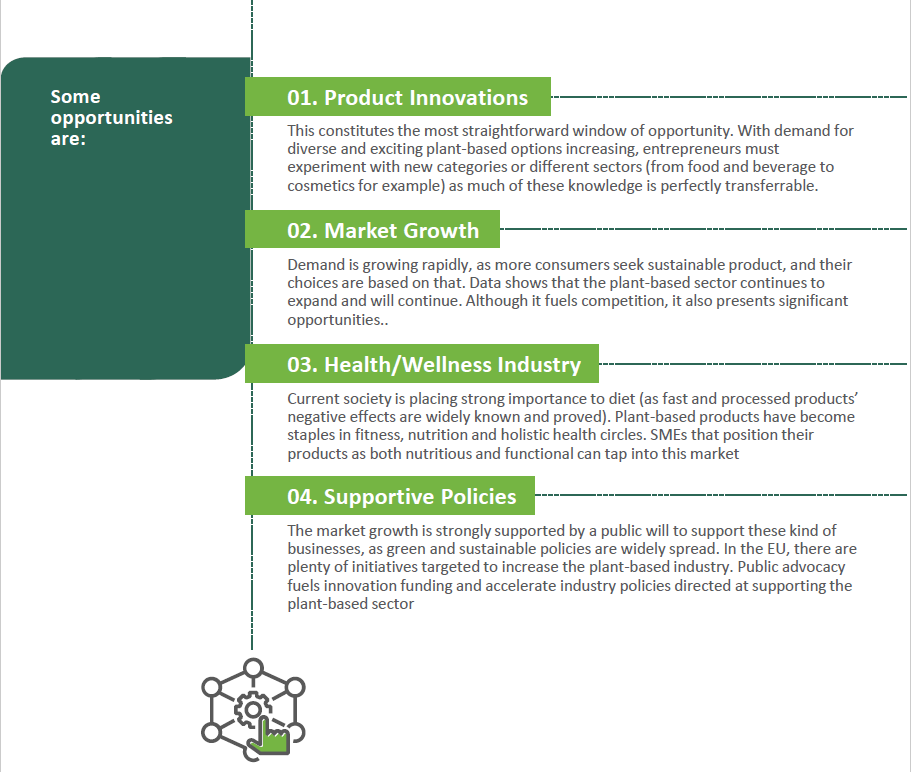 Some
opportunities
are:
01. Product Innovations
This constitutes the most straightforward window of opportunity. With demand for
diverse and exciting plant-based options increasing, entrepreneurs must
experiment with new categories or different sectors (from food and beverage to
cosmetics for example) as much of these knowledge is perfectly transferrable.
02. Market Growth
Demand is growing rapidly, as more consumers seek sustainable product, and their
choices are based on that. Data shows that the plant-based sector continues to
expand and will continue. Although it fuels competition, it also presents significant
opportunities..
03. Health/Wellness Industry
Current society is placing strong importance to diet (as fast and processed products’
negative effects are widely known and proved). Plant-based products have become
staples in fitness, nutrition and holistic health circles. SMEs that position their
products as both nutritious and functional can tap into this market
04. Supportive Policies
The market growth is strongly supported by a public will to support these kind of
businesses, as green and sustainable policies are widely spread. In the EU, there are
plenty of initiatives targeted to increase the plant-based industry. Public advocacy
fuels innovation funding and accelerate industry policies directed at supporting the
plant-based sector